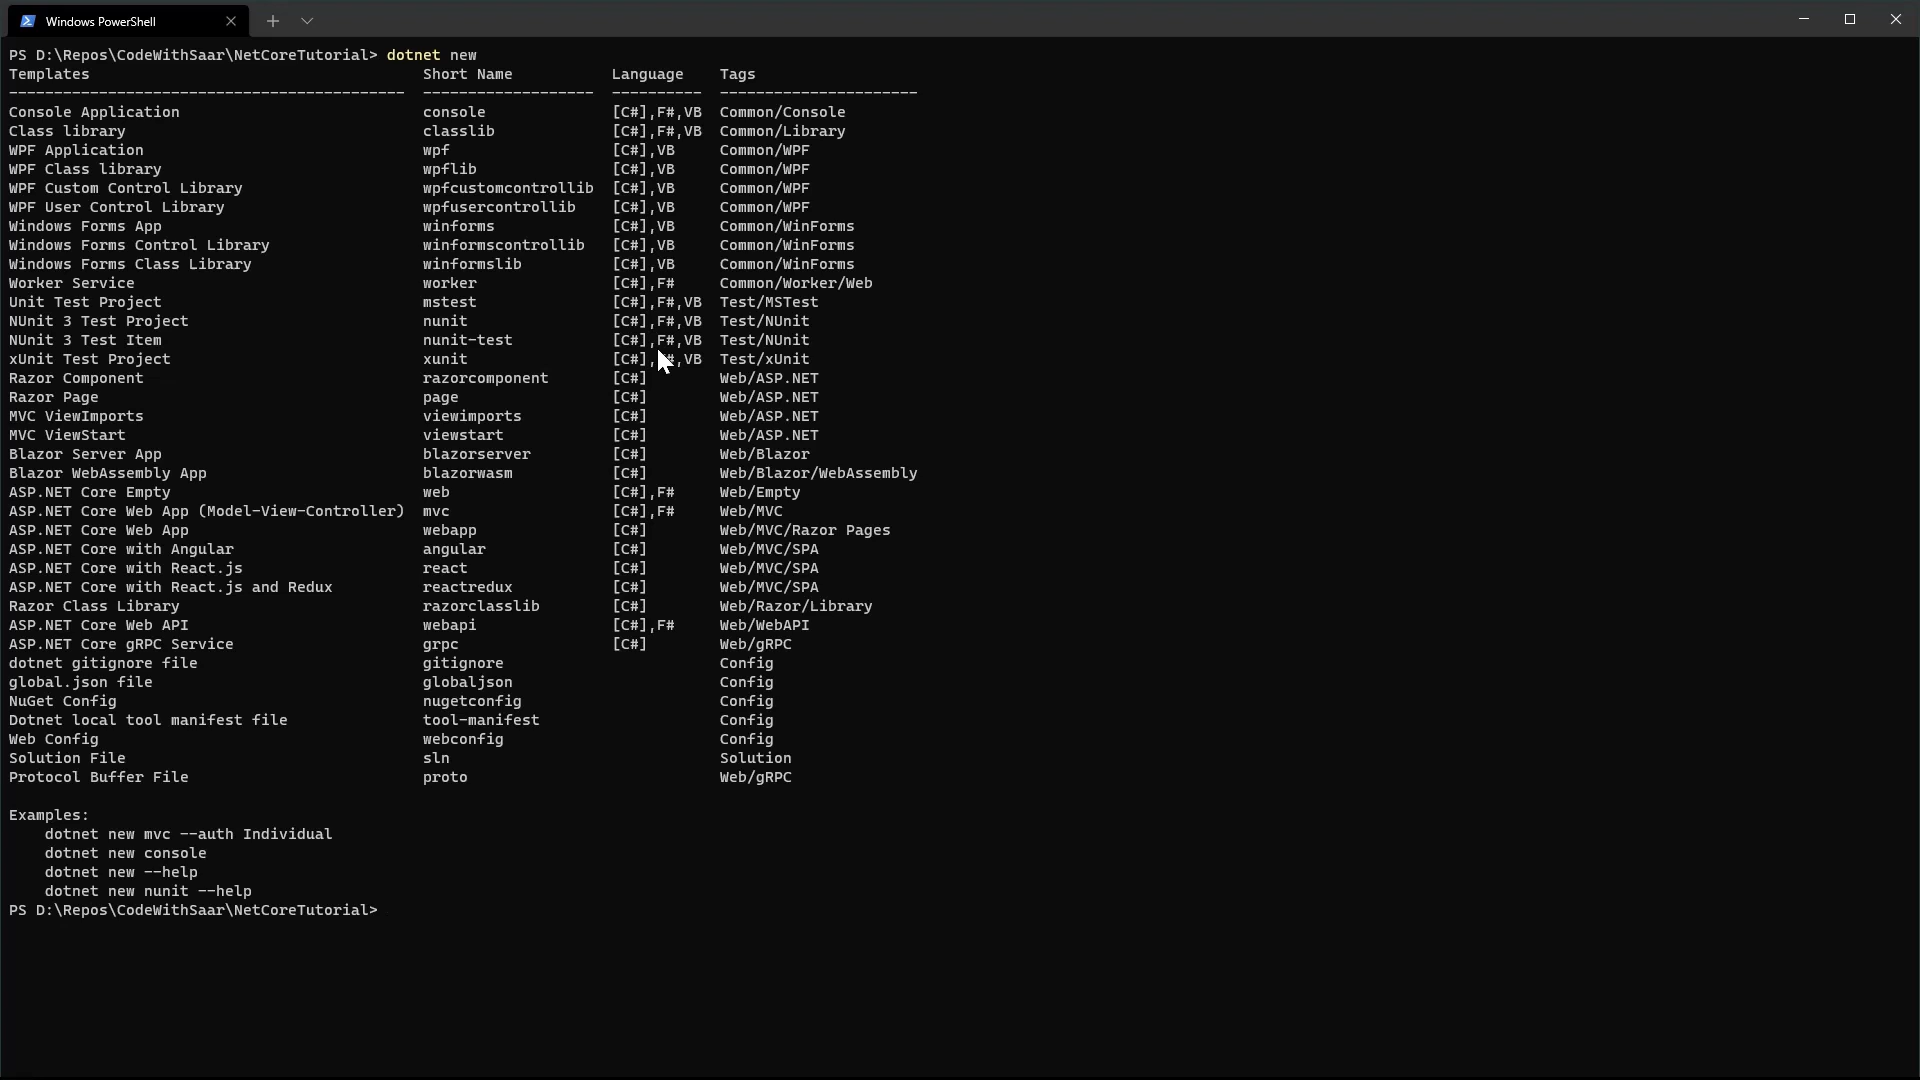 Windows PowerShell
PS D:\Repos\CodeWithSaar\NetCoreTutorial> dotnet new
Templates                                     Short Name           Language    Tags
--------------------------------------------  -------------------  ----------  ----------------------
Console Application                           console              [C#],F#,VB  Common/Console
Class library                                 classlib             [C#],F#,VB  Common/Library
WPF Application                               wpf                  [C#],VB     Common/WPF
WPF Class library                             wpflib               [C#],VB     Common/WPF
WPF Custom Control Library                    wpfcustomcontrollib  [C#],VB     Common/WPF
WPF User Control Library                      wpfusercontrollib    [C#],VB     Common/WPF
Windows Forms App                             winforms             [C#],VB     Common/WinForms
Windows Forms Control Library                 winformscontrollib   [C#],VB     Common/WinForms
Windows Forms Class Library                   winformslib          [C#],VB     Common/WinForms
Worker Service                                worker               [C#],F#     Common/Worker/Web
Unit Test Project                             mstest               [C#],F#,VB  Test/MSTest
NUnit 3 Test Project                          nunit                [C#],F#,VB  Test/NUnit
NUnit 3 Test Item                             nunit-test           [C#],F#,VB  Test/NUnit
xUnit Test Project                            xunit                [C#],F#,VB  Test/xUnit
Razor Component                               razorcomponent       [C#]        Web/ASP.NET
Razor Page                                    page                 [C#]        Web/ASP.NET
MVC ViewImports                               viewimports          [C#]        Web/ASP.NET
MVC ViewStart                                 viewstart            [C#]        Web/ASP.NET
Blazor Server App                             blazorserver         [C#]        Web/Blazor
Blazor WebAssembly App                        blazorwasm           [C#]        Web/Blazor/WebAssembly
ASP.NET Core Empty                            web                  [C#],F#     Web/Empty
ASP.NET Core Web App (Model-View-Controller)  mvc                  [C#],F#     Web/MVC
ASP.NET Core Web App                          webapp               [C#]        Web/MVC/Razor Pages
ASP.NET Core with Angular                     angular              [C#]        Web/MVC/SPA
ASP.NET Core with React.js                    react                [C#]        Web/MVC/SPA
ASP.NET Core with React.js and Redux          reactredux           [C#]        Web/MVC/SPA
Razor Class Library                           razorclasslib        [C#]        Web/Razor/Library
ASP.NET Core Web API                          webapi               [C#],F#     Web/WebAPI
ASP.NET Core gRPC Service                     grpc                 [C#]        Web/gRPC
dotnet gitignore file                         gitignore                        Config
global.json file                              globaljson                       Config
NuGet Config                                  nugetconfig                      Config
Dotnet local tool manifest file               tool-manifest                    Config
Web Config                                    webconfig                        Config
Solution File                                 sln                              Solution
Protocol Buffer File                          proto                            Web/gRPC
Examples:
    dotnet new mvc --auth Individual
    dotnet new console
    dotnet new --help
    dotnet new nunit --help
PS D:\Repos\CodeWithSaar\NetCoreTutorial>